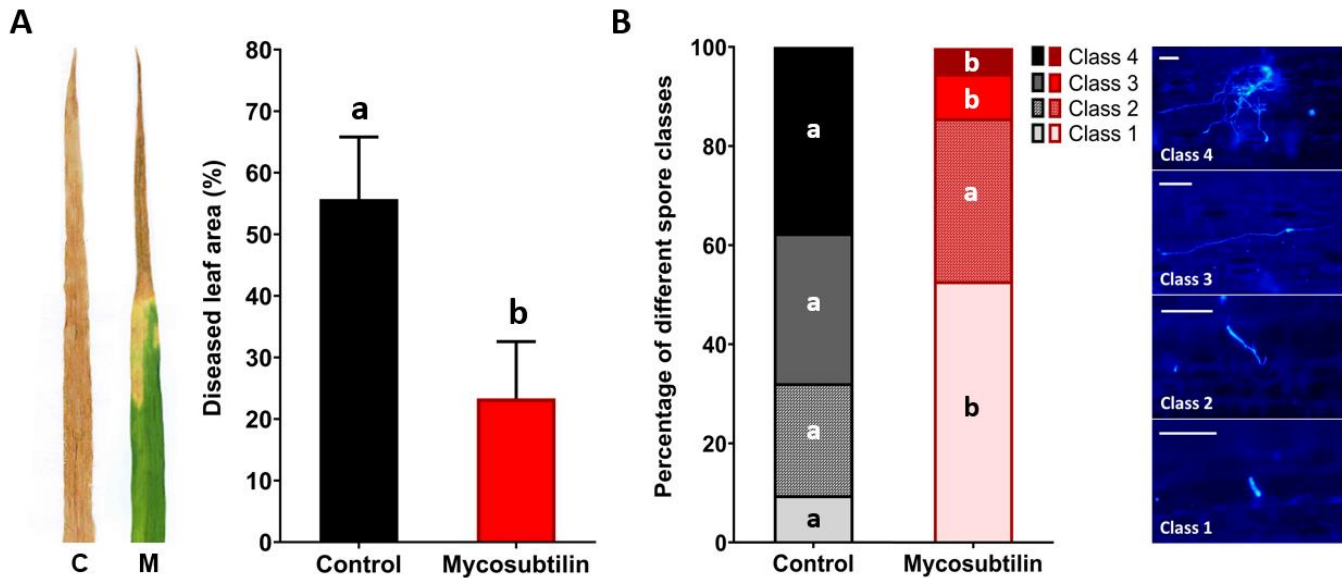 A
80
70
60
50
40
30
20
10
0
Diseased leaf area (%)
a
b
C
M
Control
Mycosubtilin
B
100
80
60
40
20
0
Percentage of different spore classes
a
a
a
a
b
b
a
b
Control
Mycosubtilin
Class 4
Class 3
Class 2
Class 1
Class 4
Class 3
Class 2
Class 1